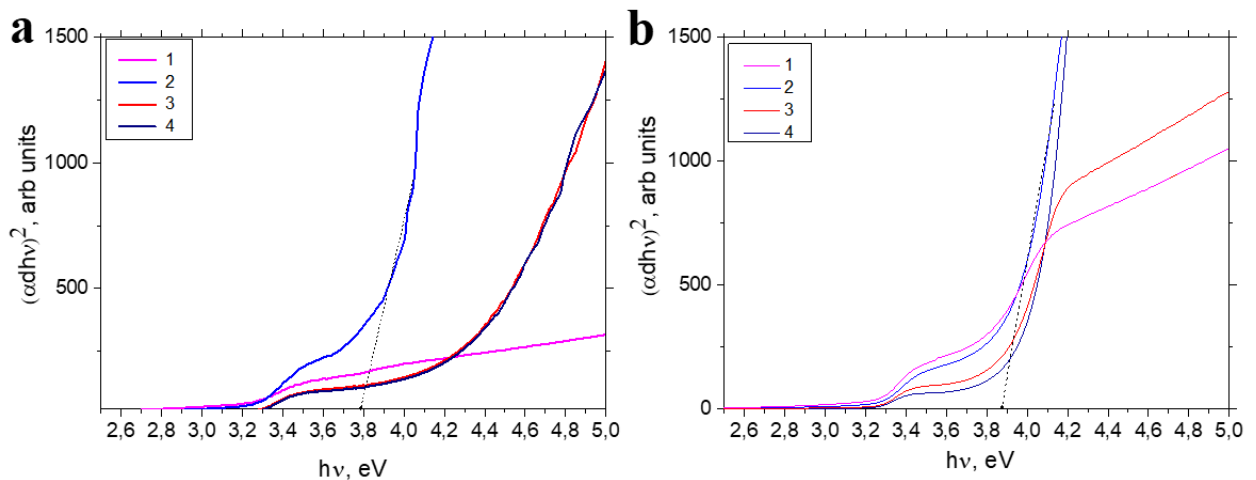 a
1500
1000
500
(αdhν)², arb units
1
2
3
4
2,6 2,8 3,0 3,2 3,4 3,6 3,8 4,0 4,2 4,4 4,6 4,8 5,0
hν, eV
b
1500
1000
500
0
(αdhν)², arb units
1
2
3
4
2,6 2,8 3,0 3,2 3,4 3,6 3,8 4,0 4,2 4,4 4,6 4,8 5,0
hν, eV